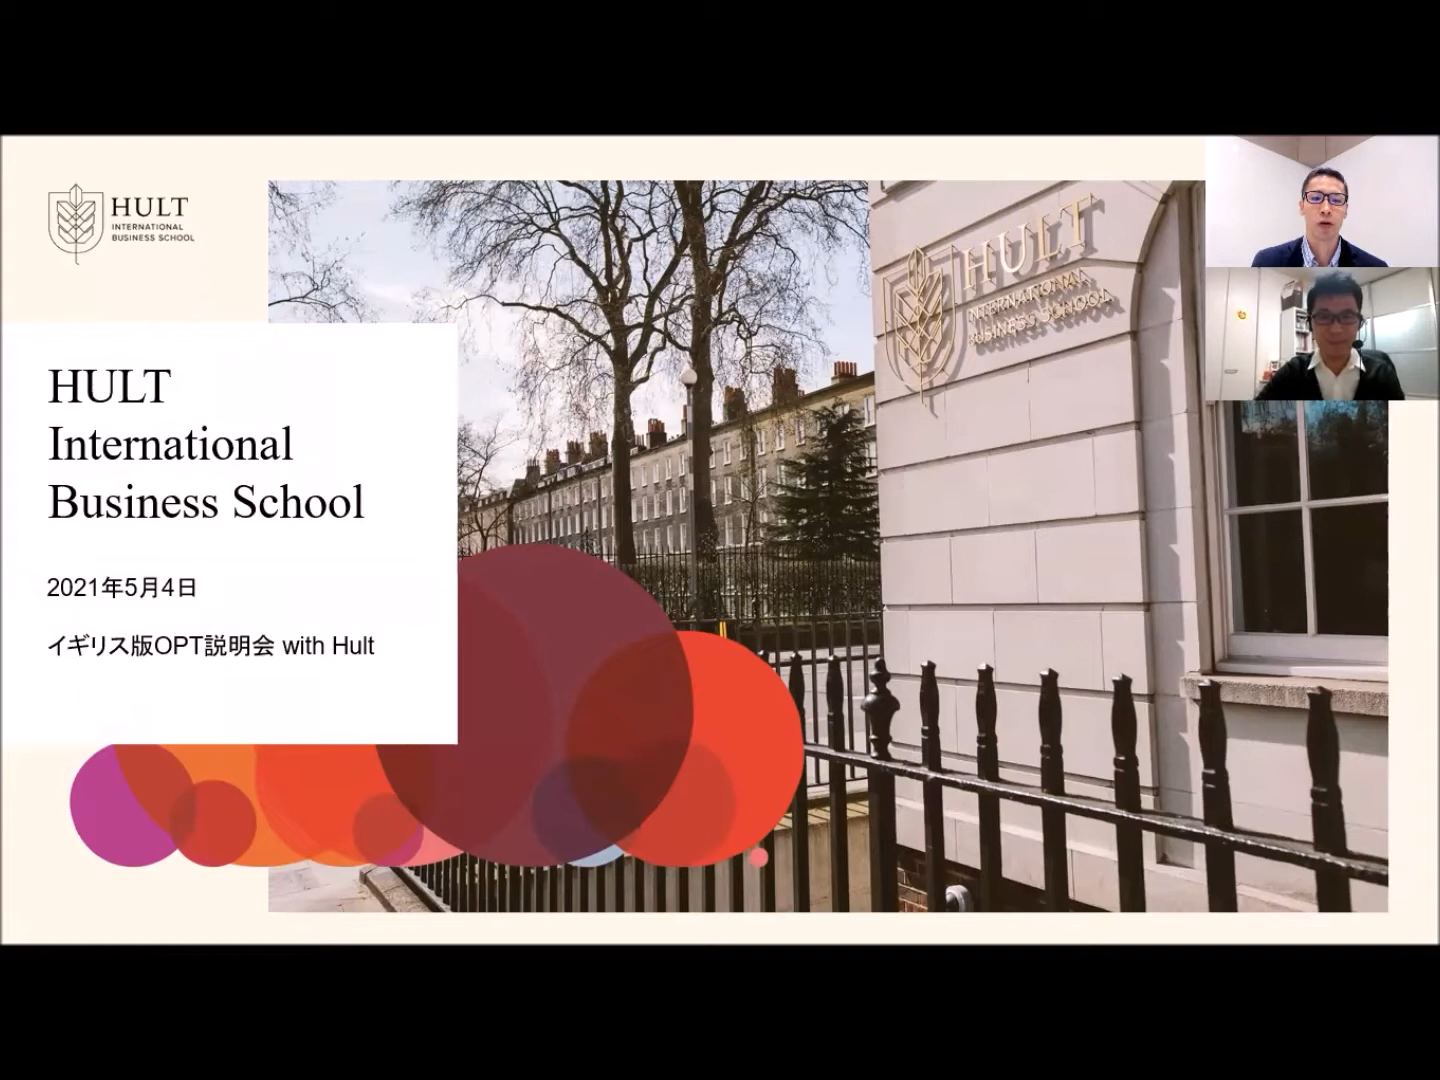 HULT
INTERNATIONAL
BUSINESS SCHOOL
HULT
International
Business School
2021年5月4日
イギリス版OPT説明会 with Hult
HULT
INTERNATIONAL
BUSINESS SCHOOL